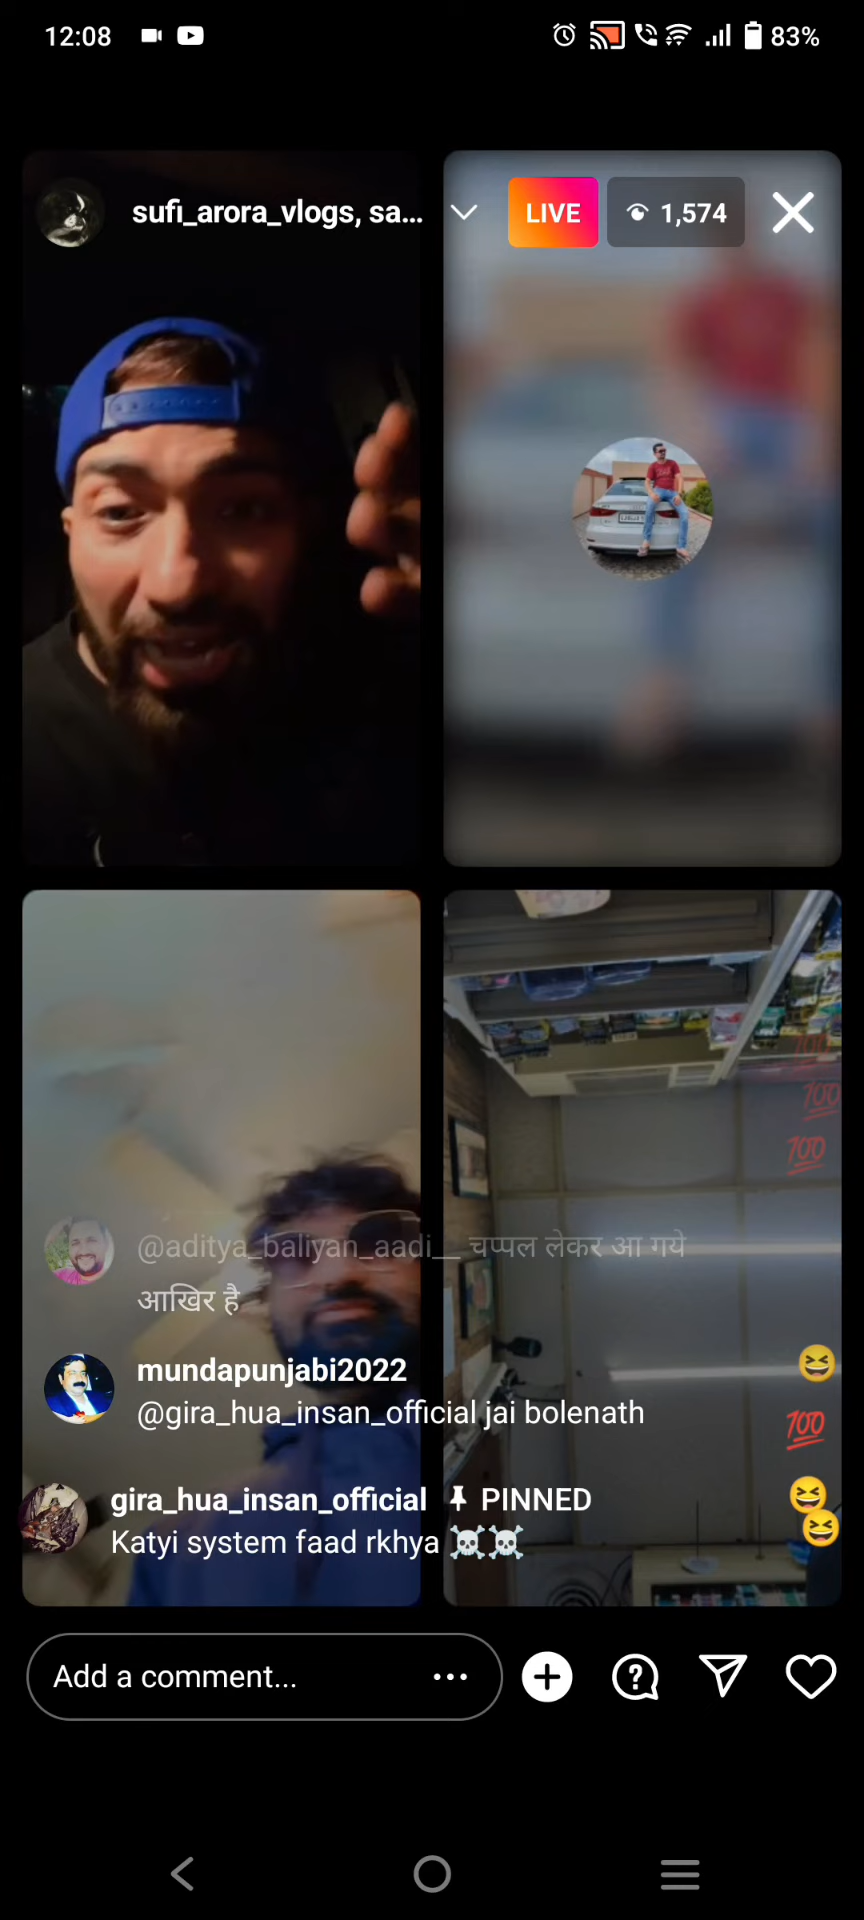 12:08 83%
sufi_arora_vlogs, sa... LIVE 1,574
@aditya_baliyan_aadi__ चप्पल लेकर आ गये
आखिर है
mundapunjabi2022
@gira_hua_insan_official jai bolenath
gira_hua_insan_official PINNED
Katyi system faad rkhya ☠️☠️
Add a comment...
💯
💯
💯
💯